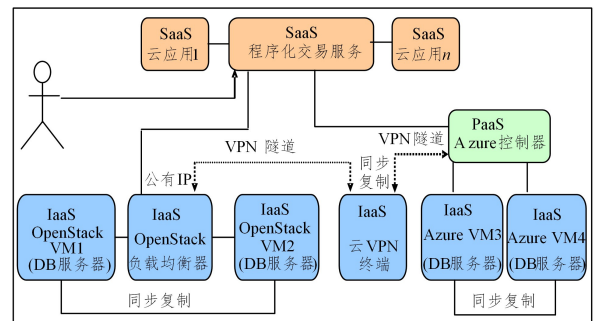 SaaS
云应用1
SaaS
程序化交易服务
SaaS
云应用n
PaaS
Azure控制器
VPN 隧道
VPN 隧道
同步
复制
公有IP
IaaS
OpenStack
VM1
(DB服务器)
IaaS
OpenStack
负载均衡器
IaaS
OpenStack
VM2
(DB服务器)
IaaS
云VPN
终端
IaaS
Azure VM3
(DB服务器)
IaaS
Azure VM4
(DB服务器)
同步复制
同步复制